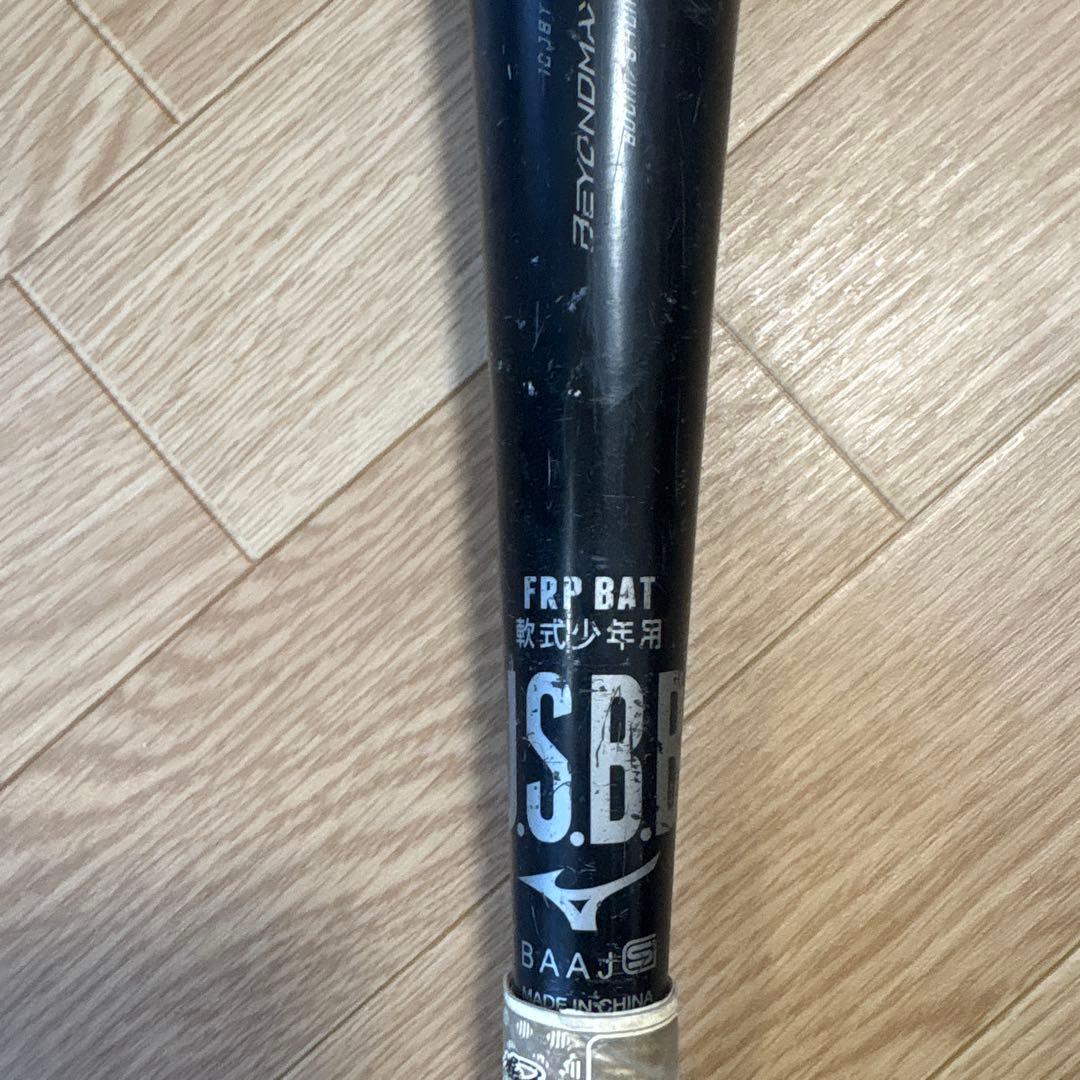 BEYONDMAX
FRP BAT
軟式少年用
J.S.B.B
BAAJ S
MADE IN CHINA